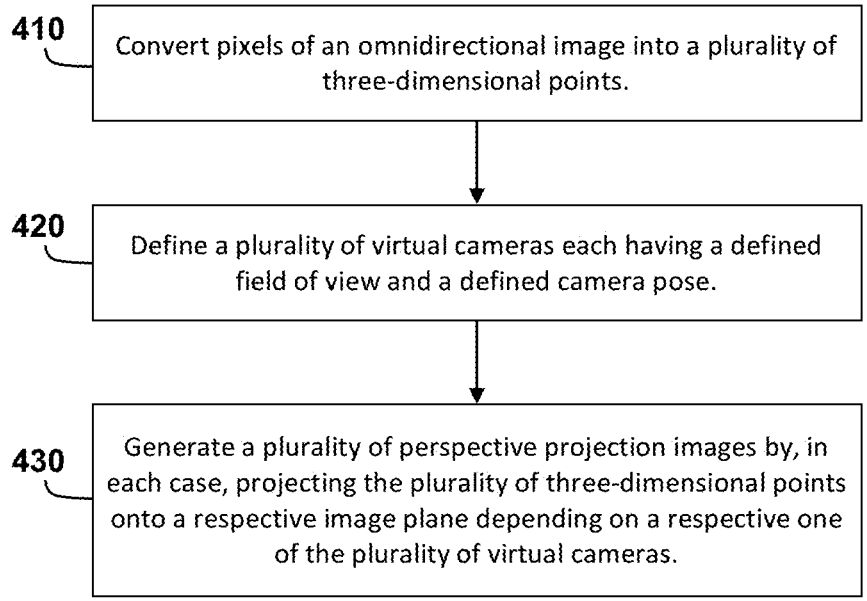 410
Convert pixels of an omnidirectional image into a plurality of
three-dimensional points.
420
Define a plurality of virtual cameras each having a defined
field of view and a defined camera pose.
430
Generate a plurality of perspective projection images by, in
each case, projecting the plurality of three-dimensional points
onto a respective image plane depending on a respective one
of the plurality of virtual cameras.